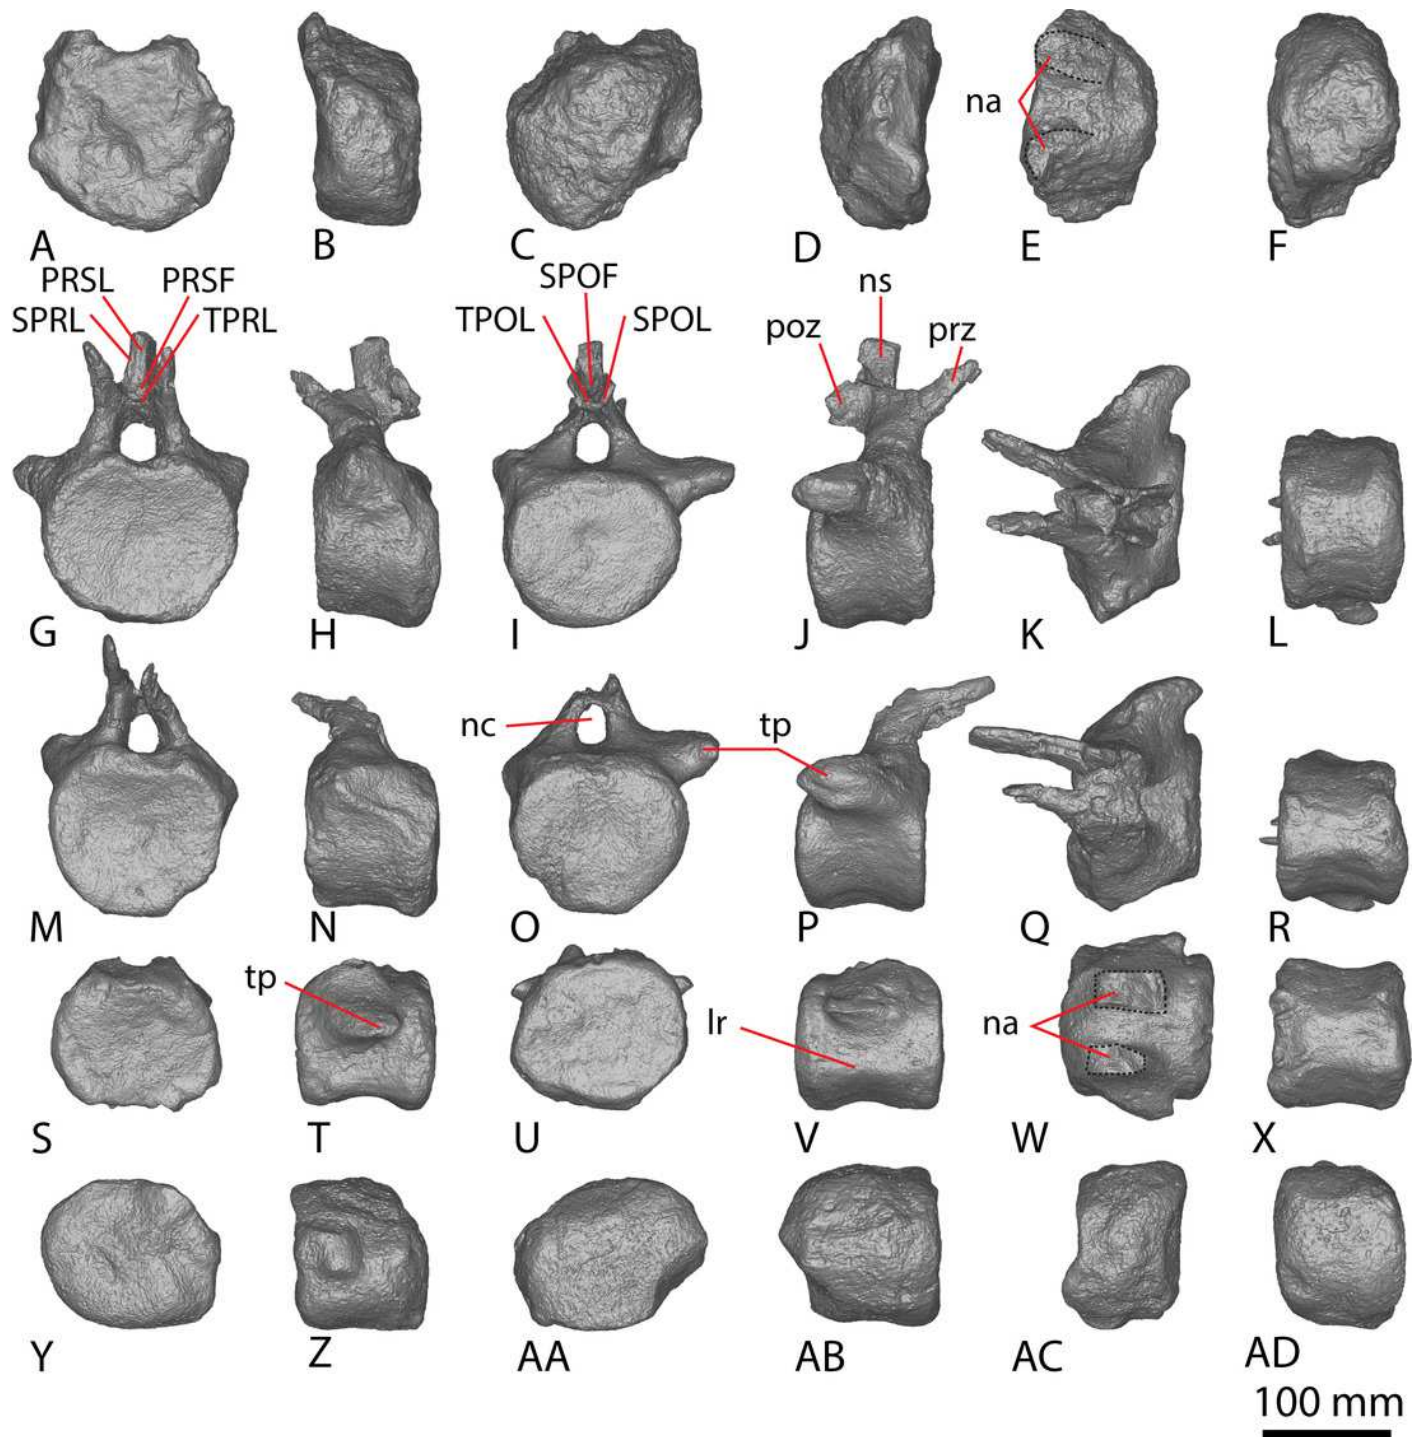 na
A B C D E F
PRSL PRSF SPOF ns
SPRL TPRL TPOL SPOL poz prz
G H I J K L
nc tp
M N O P Q R
tp lr na
S T U V W X
Y Z AA AB AC AD
100 mm